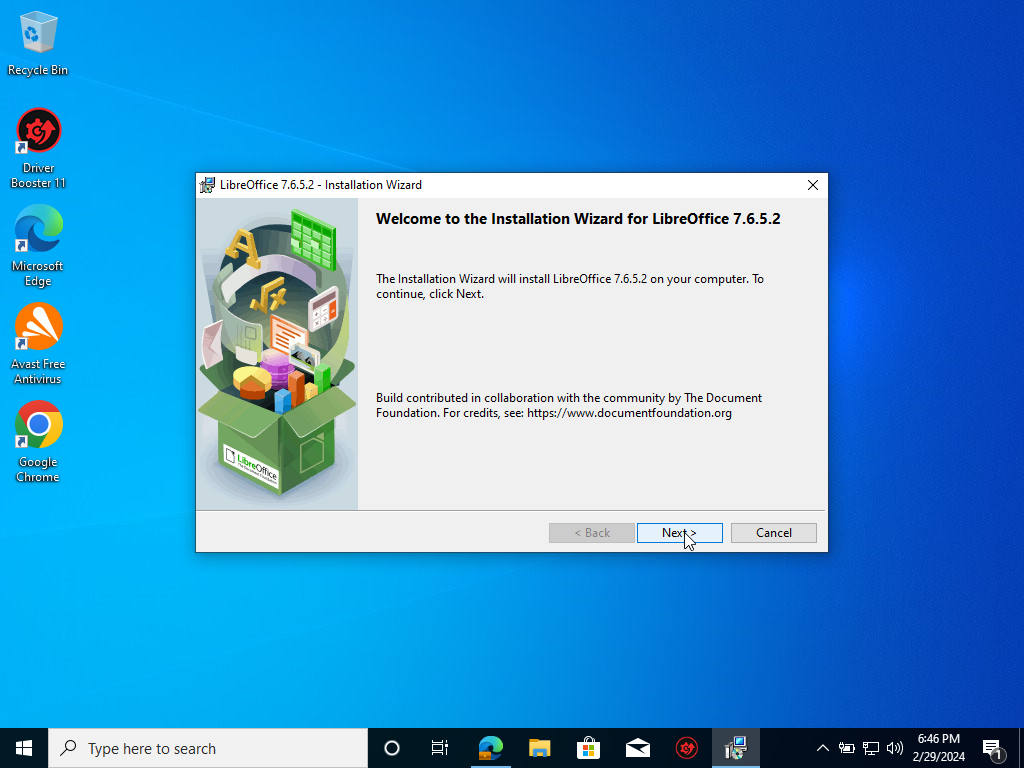 Recycle Bin
Driver
Booster 11
Microsoft
Edge
Avast Free
Antivirus
Google
Chrome
LibreOffice 7.6.5.2 - Installation Wizard
Welcome to the Installation Wizard for LibreOffice 7.6.5.2
The Installation Wizard will install LibreOffice 7.6.5.2 on your computer. To
continue, click Next.
Build contributed in collaboration with the community by The Document
Foundation. For credits, see: https://www.documentfoundation.org
LibreOffice
The Document Foundation
< Back
Next >
Cancel
Type here to search
6:46 PM
2/29/2024
1